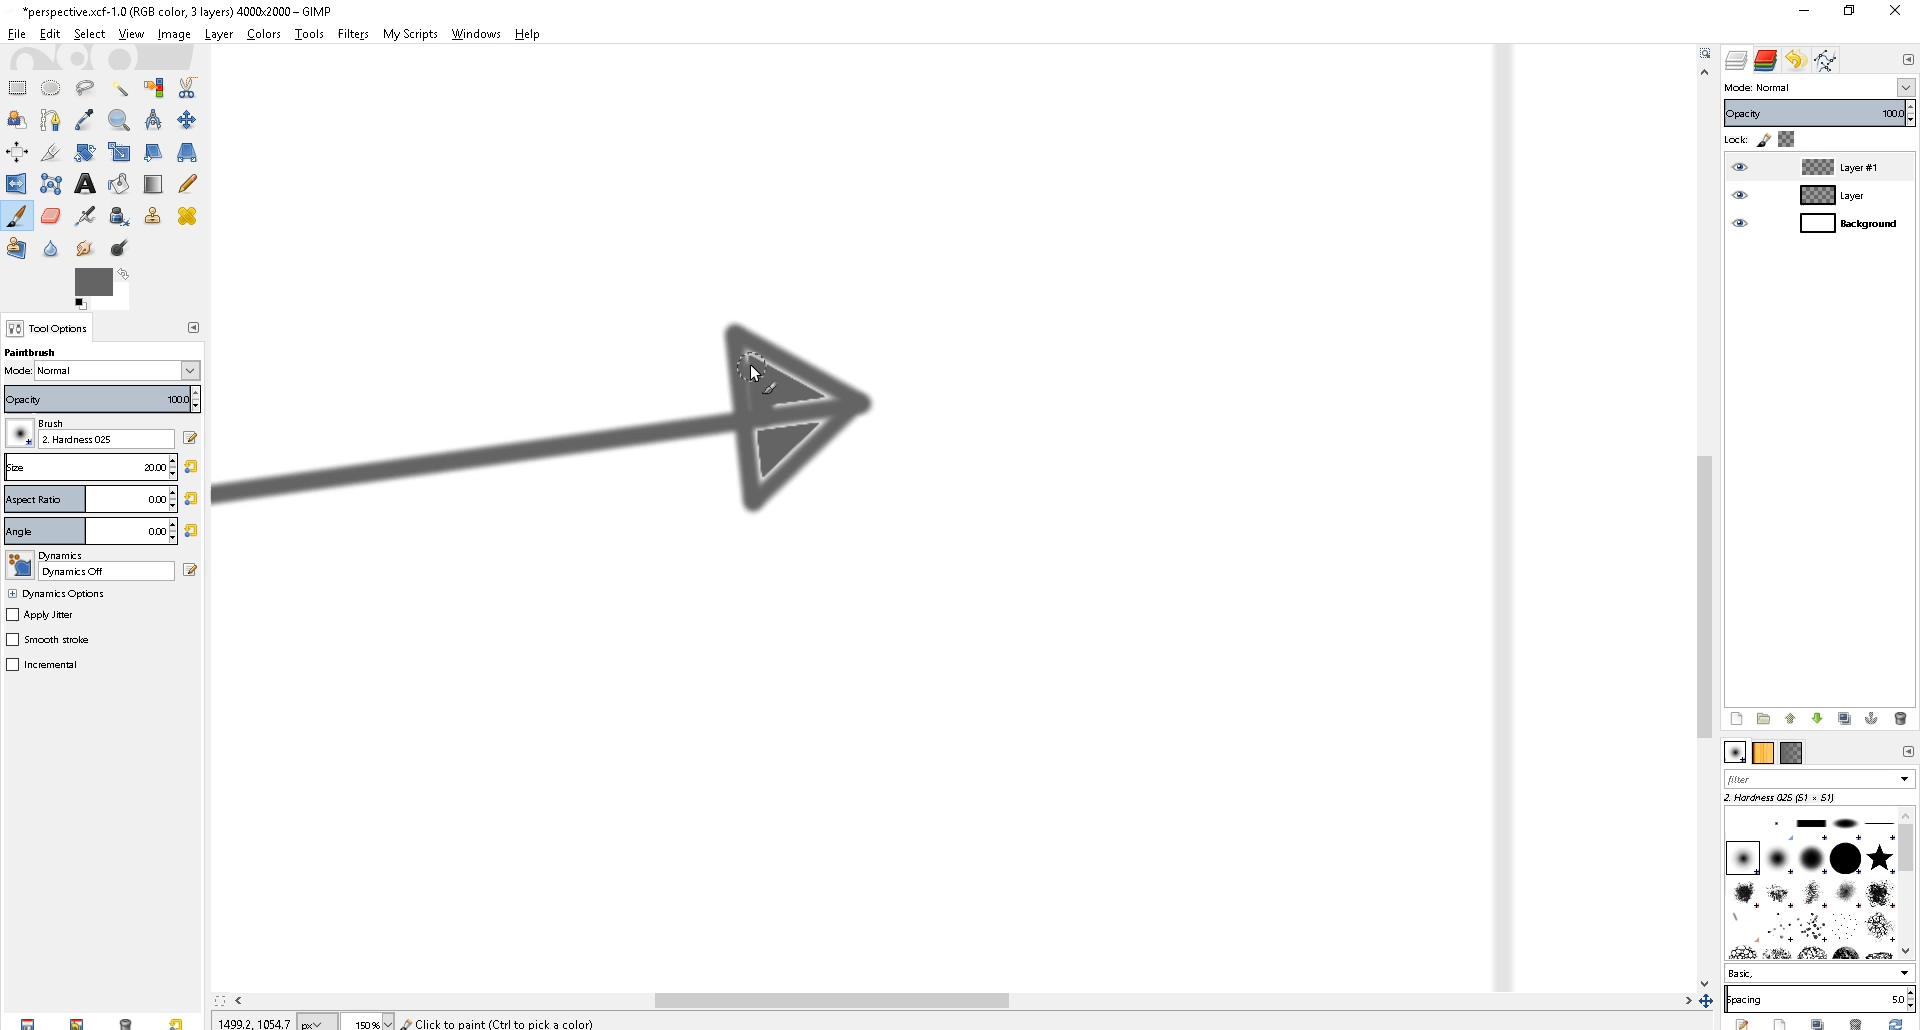 *perspective.xcf-1.0 (RGB color, 3 layers) 4000x2000 – GIMP
File Edit Select View Image Layer Colors Tools Filters My Scripts Windows Help
Tool Options
Paintbrush
Mode: Normal
Opacity 100.0
Brush
2. Hardness 025
Size 20.00
Aspect Ratio 0.00
Angle 0.00
Dynamics
Dynamics Off
Dynamics Options
Apply Jitter
Smooth stroke
Incremental
1499.2, 1054.7 px 150% Click to paint (Ctrl to pick a color)
Mode: Normal
Opacity 100.0
Lock:
Layer #1
Layer
Background
filter
2. Hardness 025 (51 × 51)
Basic,
Spacing 5.0